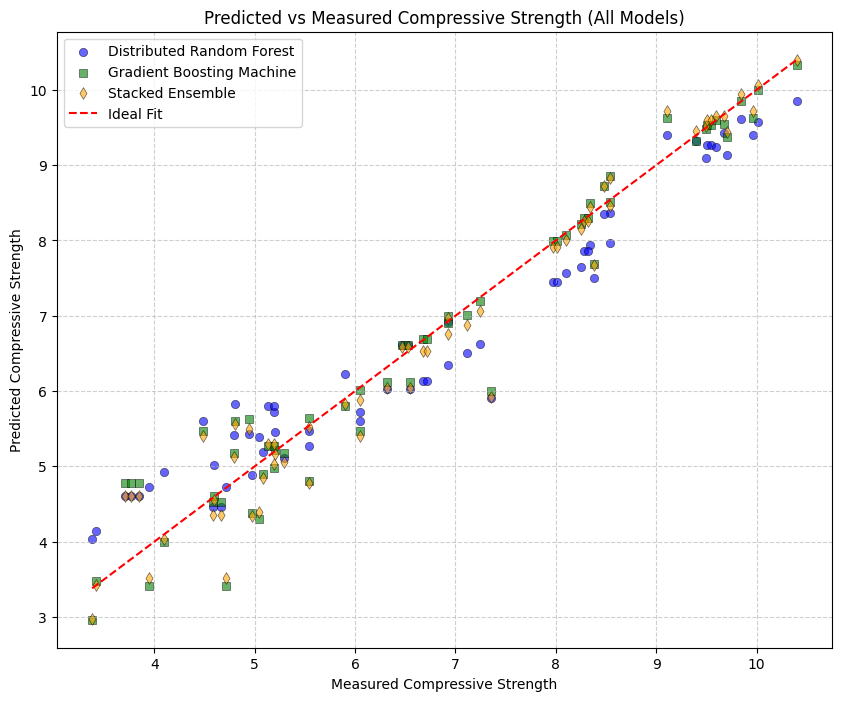 Predicted vs Measured Compressive Strength (All Models)
Distributed Random Forest
Gradient Boosting Machine
Stacked Ensemble
Ideal Fit
10
9
8
7
6
5
4
3
Predicted Compressive Strength
4 5 6 7 8 9 10
Measured Compressive Strength